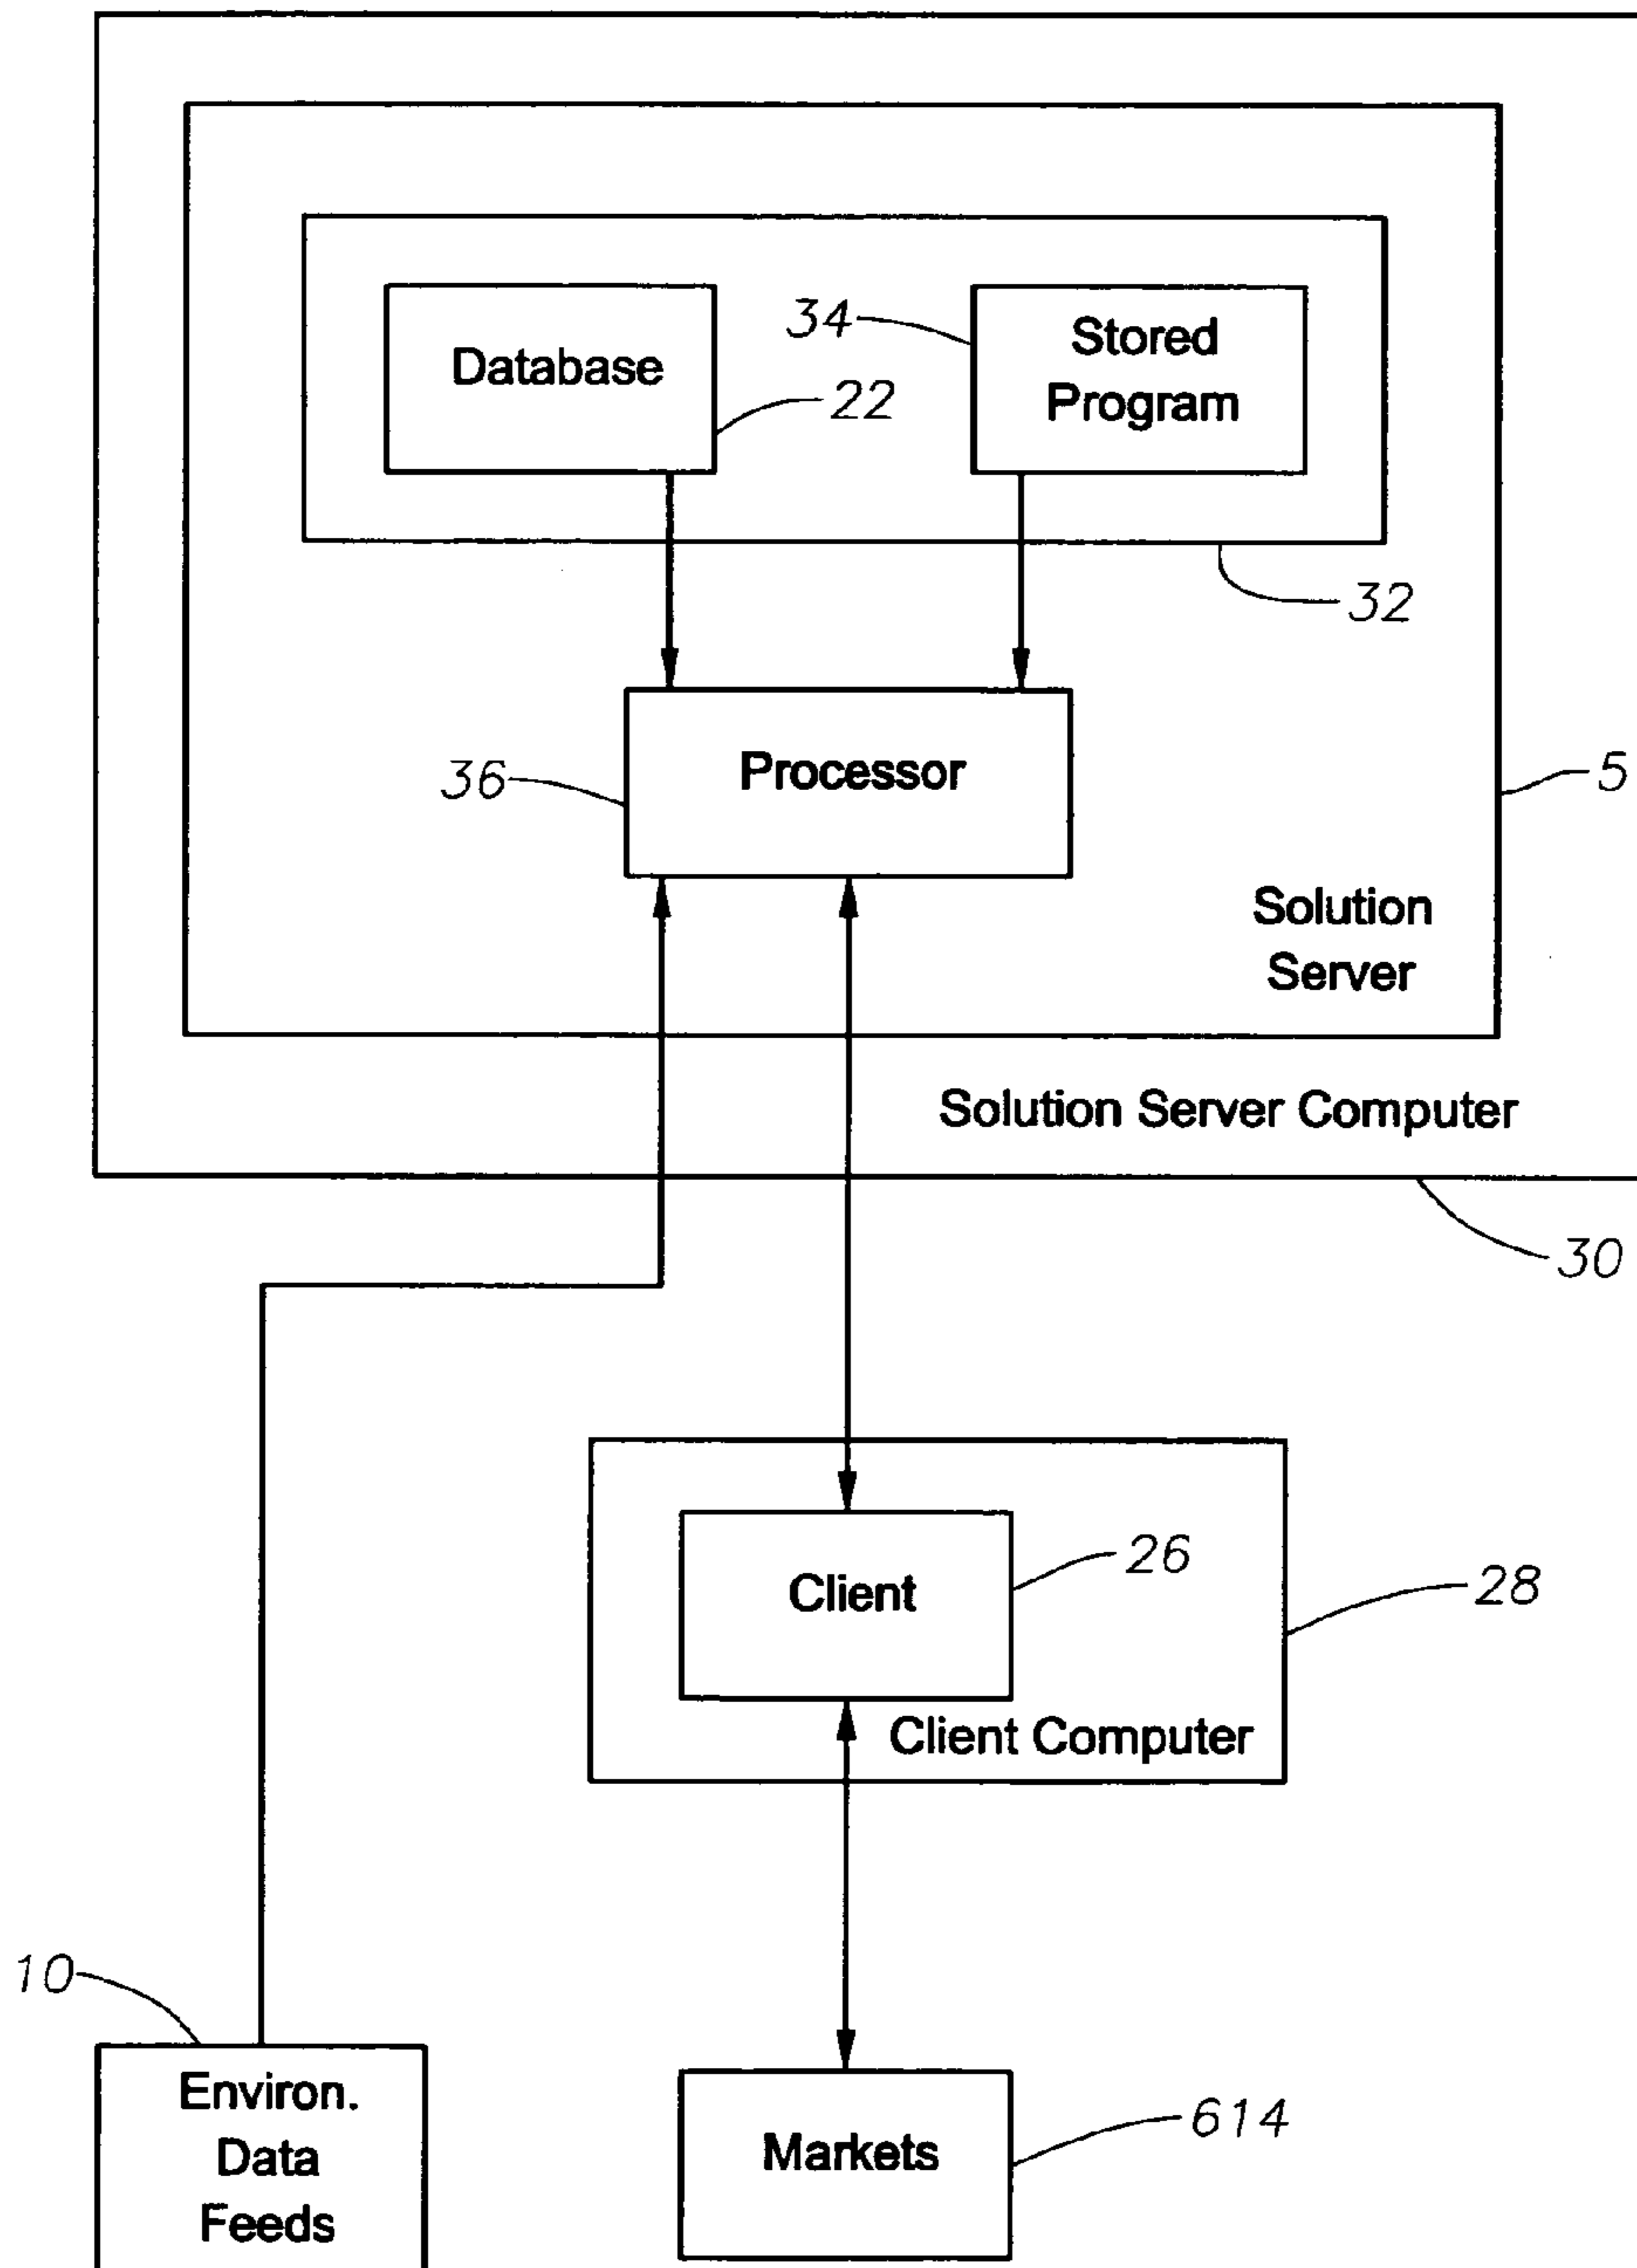 Database
34
Stored
Program
22
32
36
Processor
5
Solution
Server
Solution Server Computer
30
Client
26
28
Client Computer
10
Environ.
Data
Feeds
Markets
614